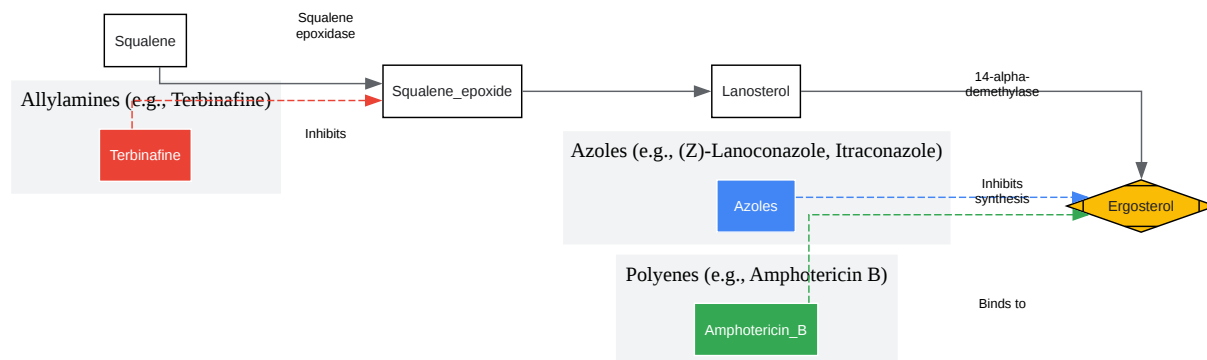 Squalene
Squalene
epoxidase
Allylamines (e.g., Terbinafine)
Terbinafine
Inhibits
Squalene_epoxide
Lanosterol
14-alpha-
demethylase
Azoles (e.g., (Z)-Lanoconazole, Itraconazole)
Azoles
Inhibits
synthesis
Ergosterol
Polyenes (e.g., Amphotericin B)
Amphotericin_B
Binds to